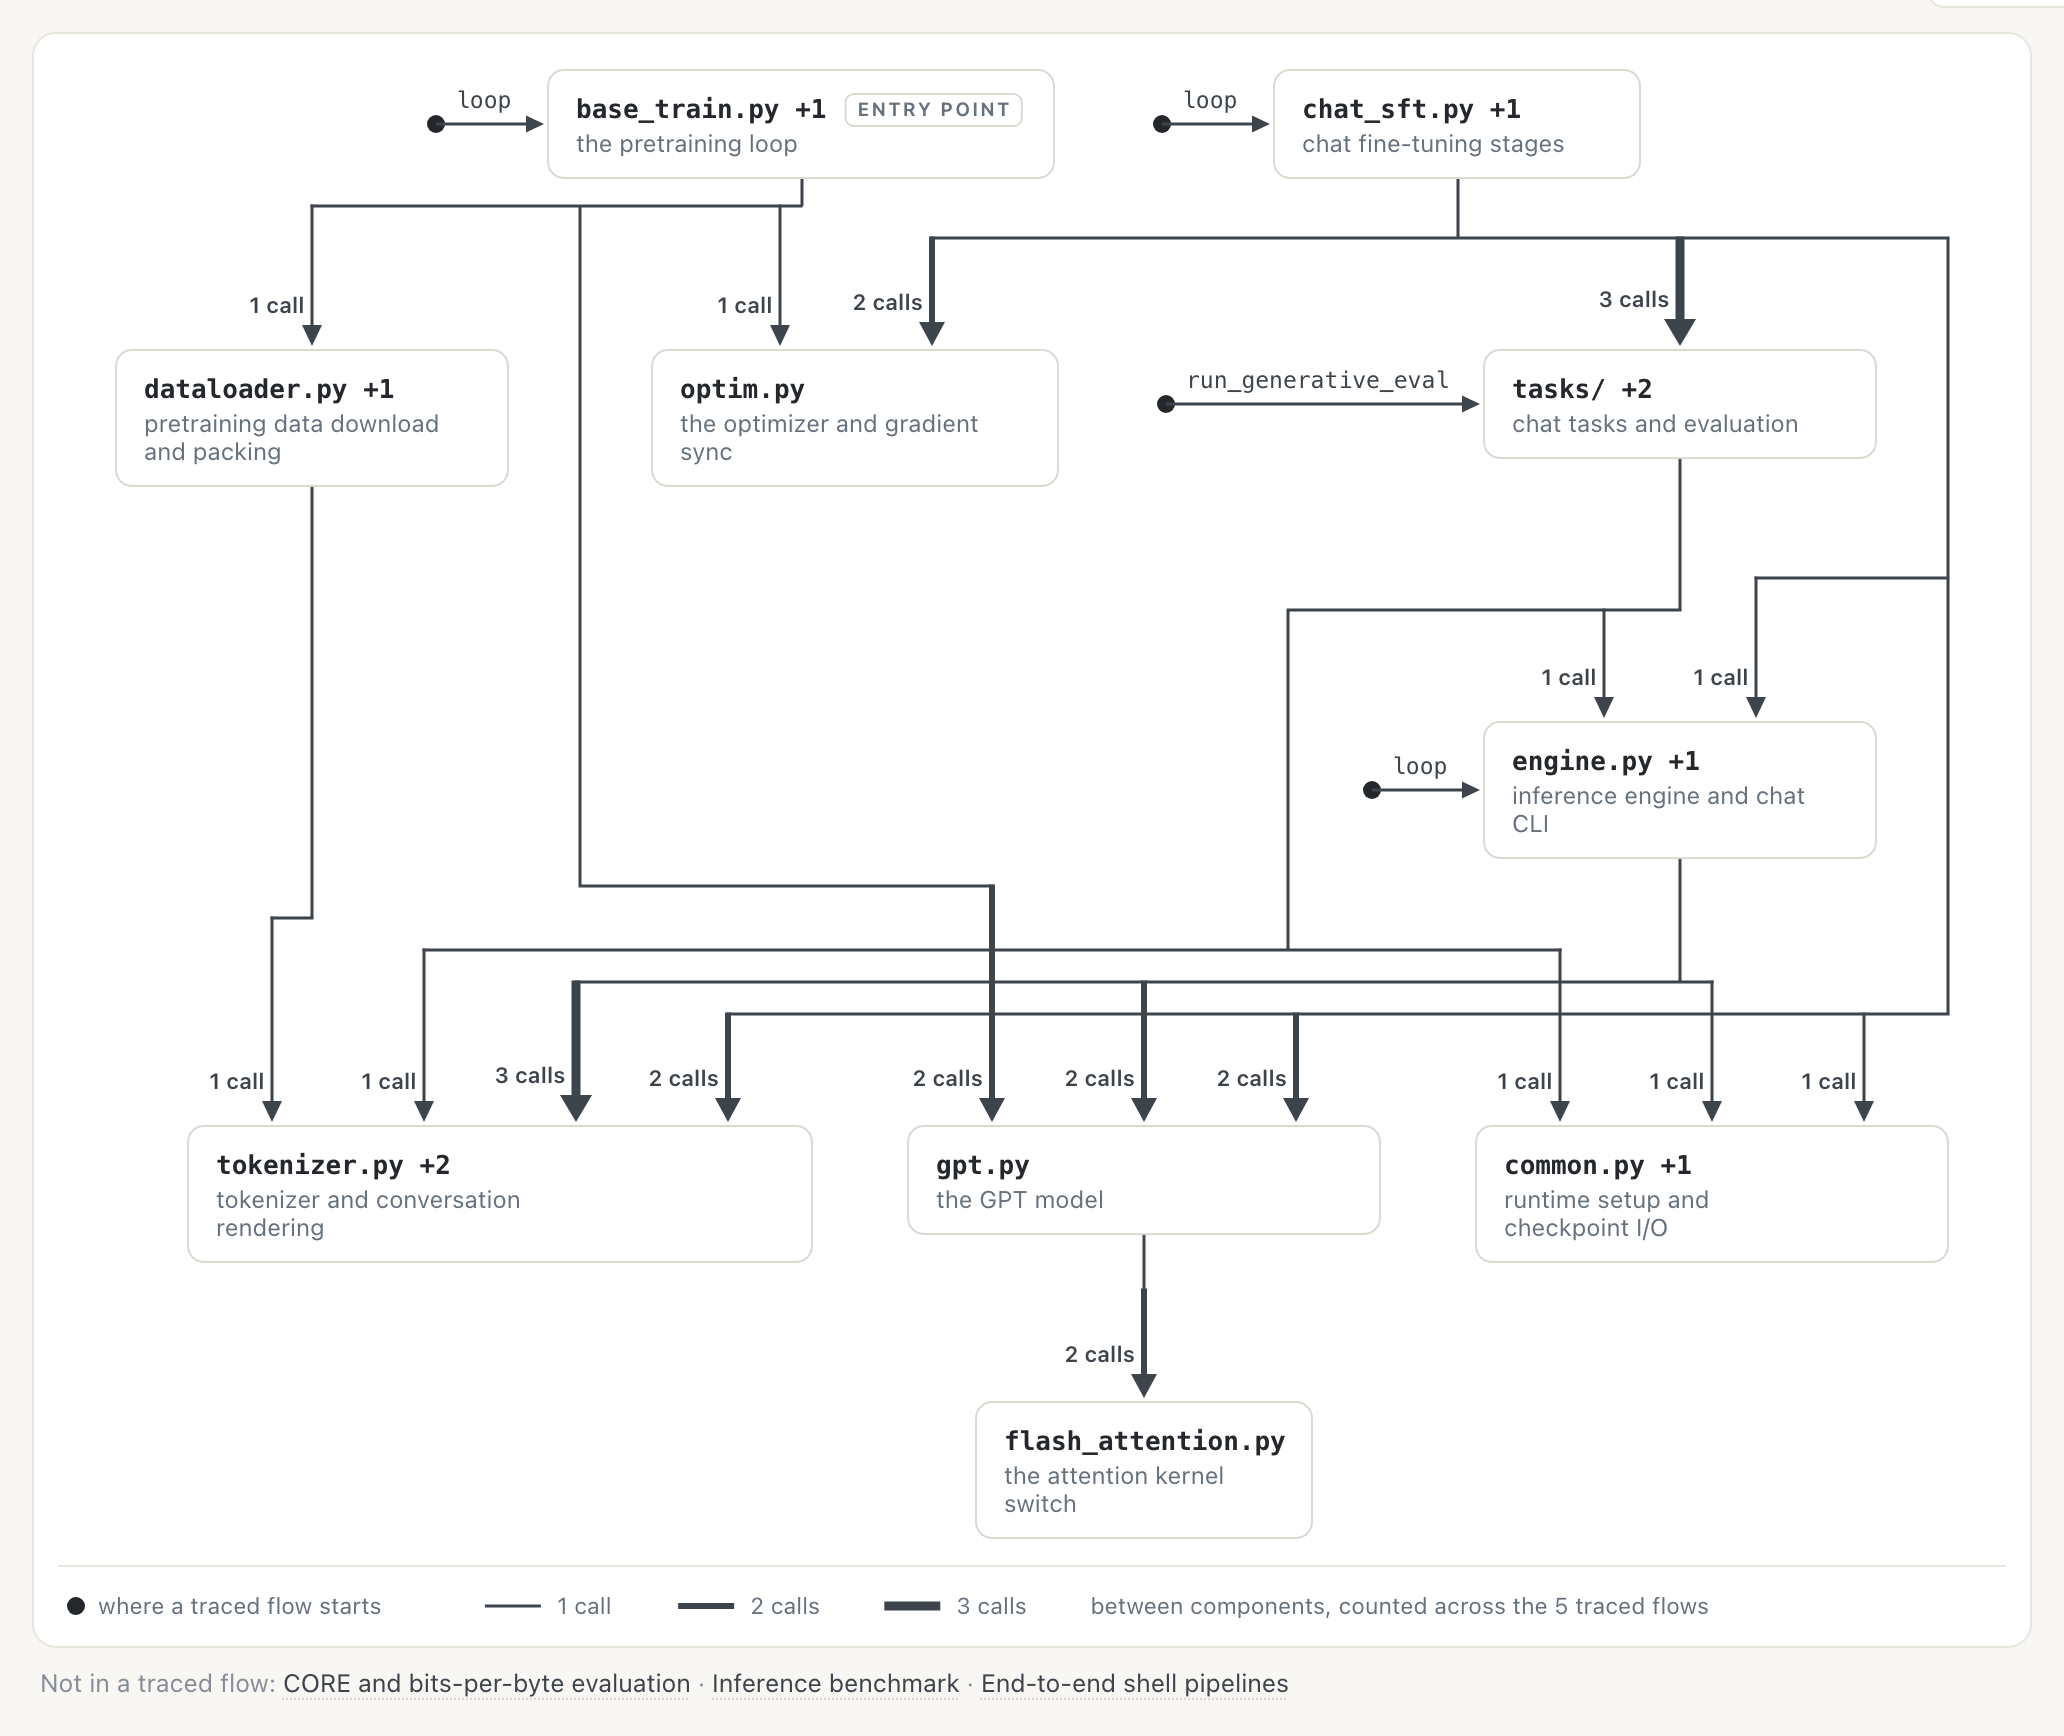 loop
base_train.py +1
ENTRY POINT
the pretraining loop
loop
chat_sft.py +1
chat fine-tuning stages
1 call
1 call
2 calls
3 calls
dataloader.py +1
pretraining data download
and packing
optim.py
the optimizer and gradient
sync
run_generative_eval
tasks/ +2
chat tasks and evaluation
1 call
1 call
loop
engine.py +1
inference engine and chat
CLI
1 call
1 call
3 calls
2 calls
2 calls
2 calls
2 calls
1 call
1 call
1 call
tokenizer.py +2
tokenizer and conversation
rendering
gpt.py
the GPT model
common.py +1
runtime setup and
checkpoint I/O
2 calls
flash_attention.py
the attention kernel
switch
where a traced flow starts
1 call
2 calls
3 calls
between components, counted across the 5 traced flows
Not in a traced flow: CORE and bits-per-byte evaluation · Inference benchmark · End-to-end shell pipelines